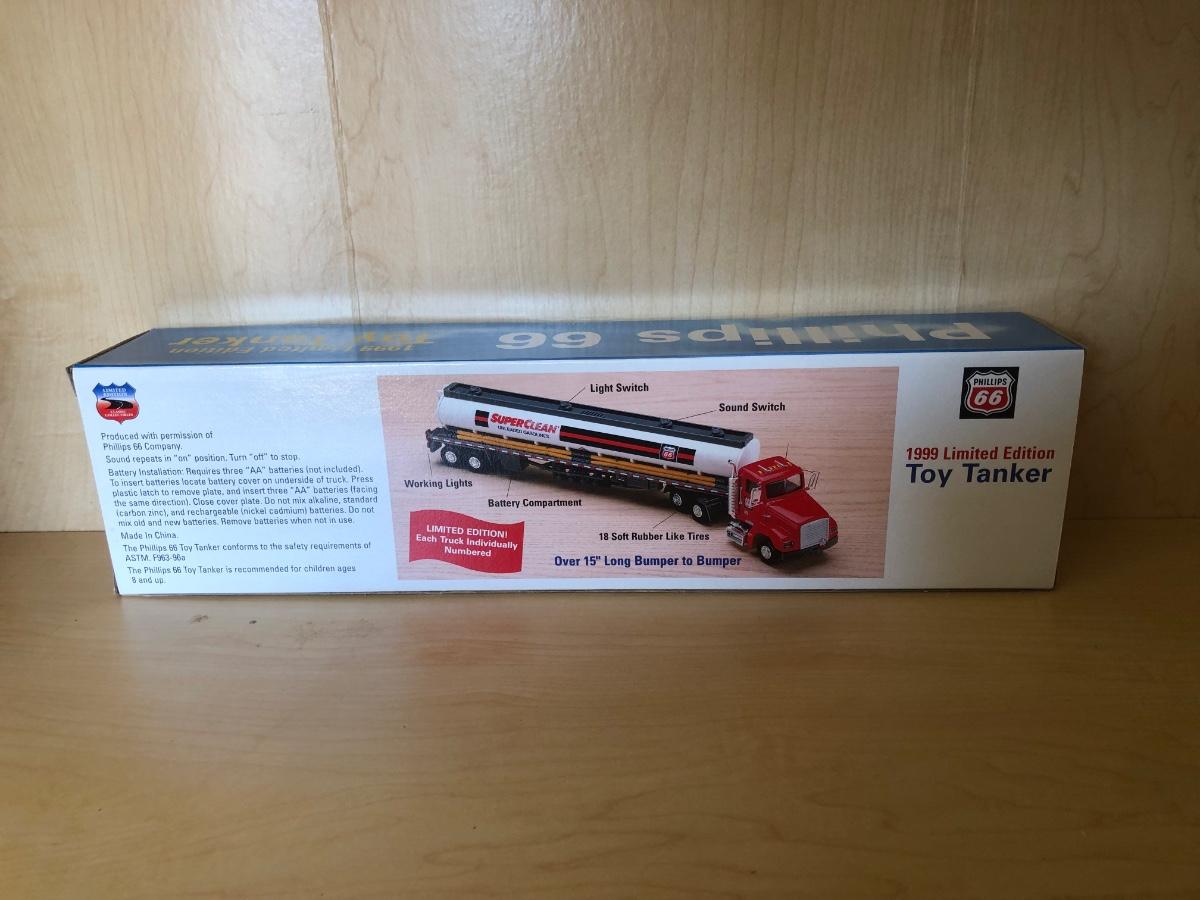 Phillips 66
1999 Limited Edition
Toy Tanker
LIMITED
EDITION
CLASSIC
COLLECTIBLES
Produced with permission of
Phillips 66 Company.
Sound repeats in "on" position. Turn "off" to stop.
Battery Installation: Requires three "AA" batteries (not included).
To insert batteries locate battery cover on underside of truck. Press
plastic latch to remove plate, and insert three "AA" batteries (facing
the same direction). Close cover plate. Do not mix alkaline, standard
(carbon zinc), and rechargeable (nickel cadmium) batteries. Do not
mix old and new batteries. Remove batteries when not in use.
Made In China.
The Phillips 66 Toy Tanker conforms to the safety requirements of
ASTM. F963-96a
The Phillips 66 Toy Tanker is recommended for children ages
8 and up.
Light Switch
Sound Switch
SUPERCLEAN
UNLEADED GASOLINES
66
Working Lights
Battery Compartment
18 Soft Rubber Like Tires
LIMITED EDITION!
Each Truck Individually
Numbered
Over 15" Long Bumper to Bumper
PHILLIPS
66
1999 Limited Edition
Toy Tanker